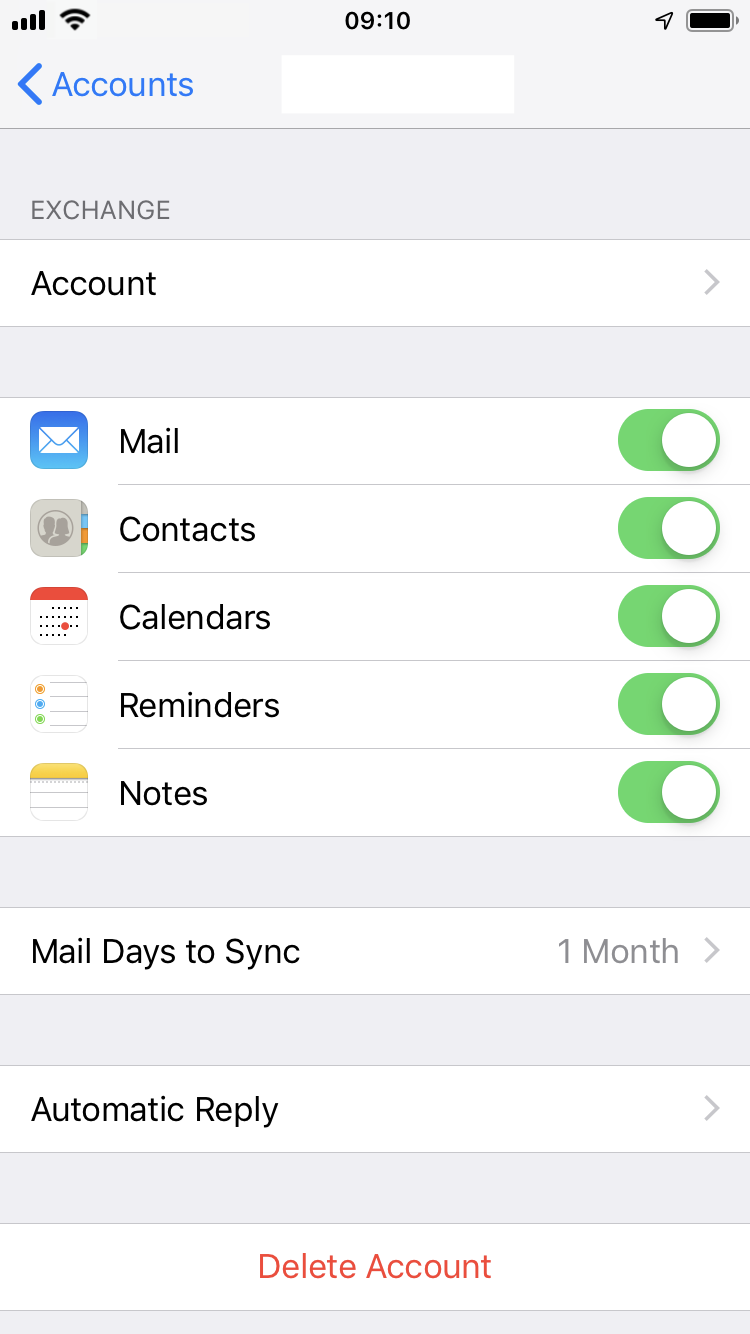 09:10
Accounts
EXCHANGE
Account
Mail
Contacts
Calendars
Reminders
Notes
Mail Days to Sync 1 Month
Automatic Reply
Delete Account